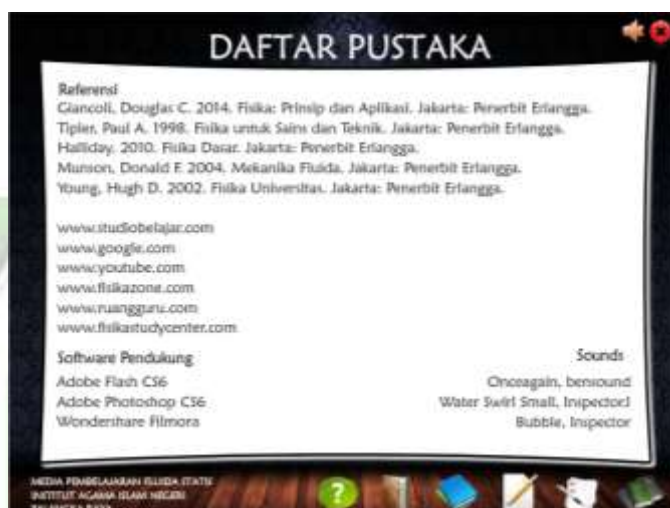 DAFTAR PUSTAKA
Referensi
Giancoli, Douglas C. 2014. Fisika: Prinsip dan Aplikasi. Jakarta: Penerbit Erlangga.
Tipler, Paul A. 1998. Fisika untuk Sains dan Teknik. Jakarta: Penerbit Erlangga.
Halliday. 2010. Fisika Dasar. Jakarta: Penerbit Erlangga.
Munson, Donald F. 2004. Mekanika Fluida. Jakarta: Penerbit Erlangga.
Young, Hugh D. 2002. Fisika Universitas. Jakarta: Penerbit Erlangga.
www.studiobelajar.com
www.google.com
www.youtube.com
www.fisikazone.com
www.ruangguru.com
www.fisikastudycenter.com
Software Pendukung
Adobe Flash CS6
Adobe Photoshop CS6
Wondershare Filmora
Sounds
Onceagain, bensound
Water Swirl Small, InspectorJ
Bubble, Inspector
MEDIA PEMBELAJARAN FLUIDA STATIS
INSTITUT AGAMA ISLAM NEGERI
PALANGKA RAYA
?